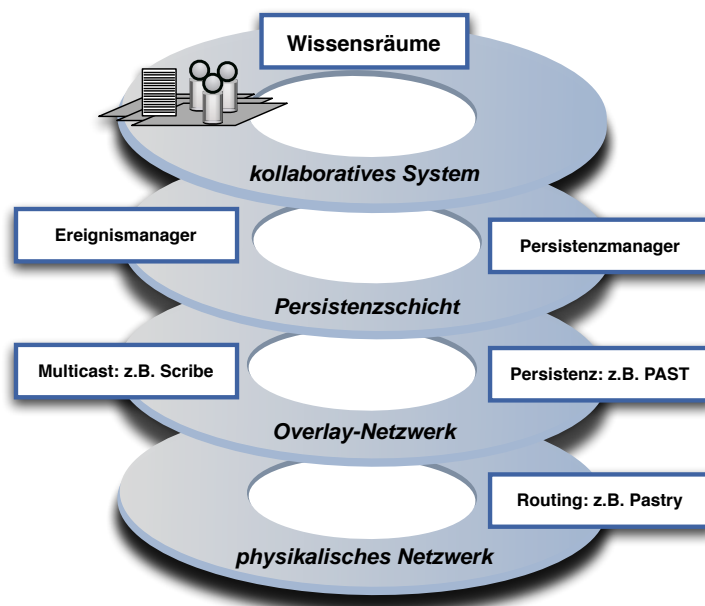 Wissensräume
kollaboratives System
Ereignismanager
Persistenzmanager
Persistenzschicht
Multicast: z.B. Scribe
Persistenz: z.B. PAST
Overlay-Netzwerk
Routing: z.B. Pastry
physikalisches Netzwerk